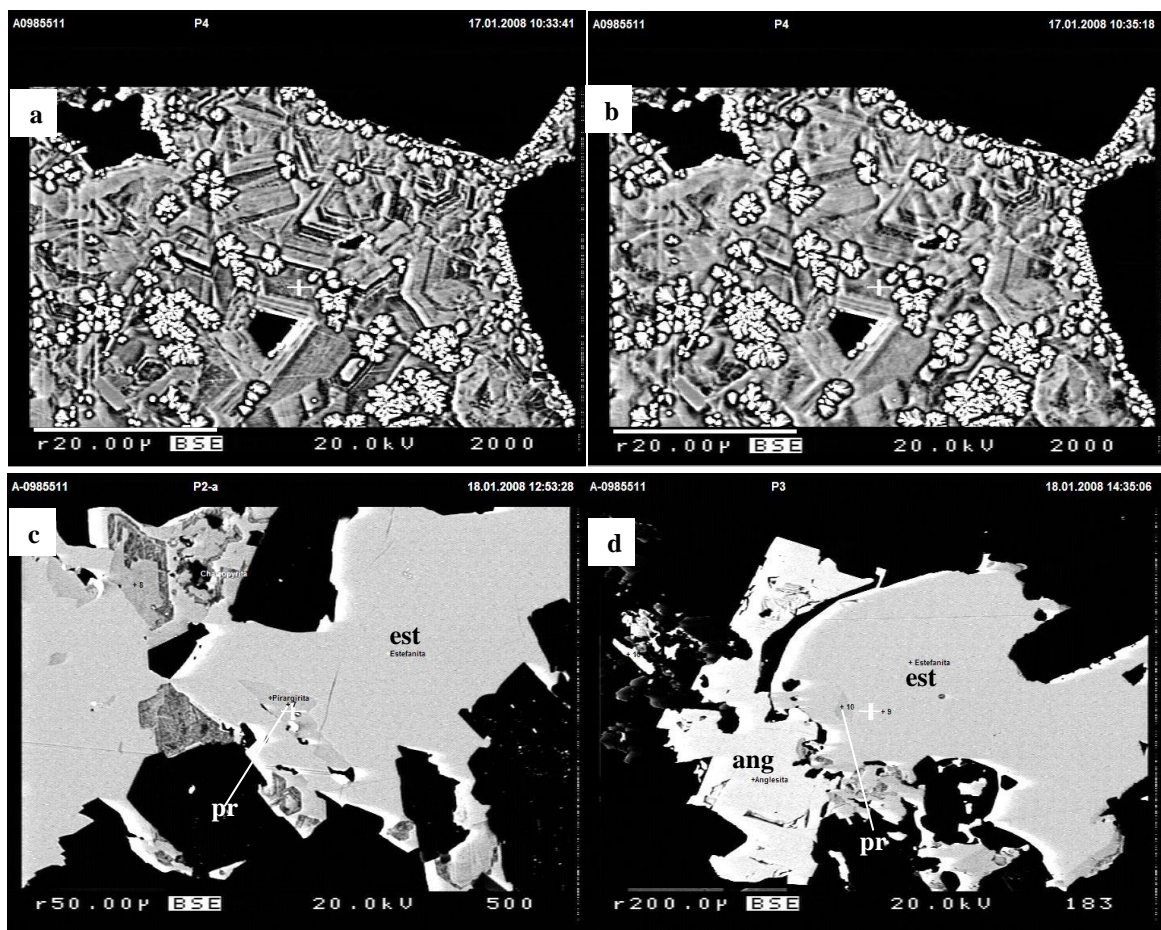 A0985511 P4 17.01.2008 10:33:41
a
r20.00µ BSE 20.0kV 2000
A0985511 P4 17.01.2008 10:35:18
b
r20.00µ BSE 20.0kV 2000
A-0985511 P2-a 18.01.2008 12:53:28
c
+ 8
Chalcopyrita
est
Estefanita
+Pirargirita
pr
r50.00µ BSE 20.0kV 500
A-0985511 P3 18.01.2008 14:35:06
d
+ Estefanita
est
+ 10
+ 9
ang
+Anglesita
pr
r200.0µ BSE 20.0kV 183